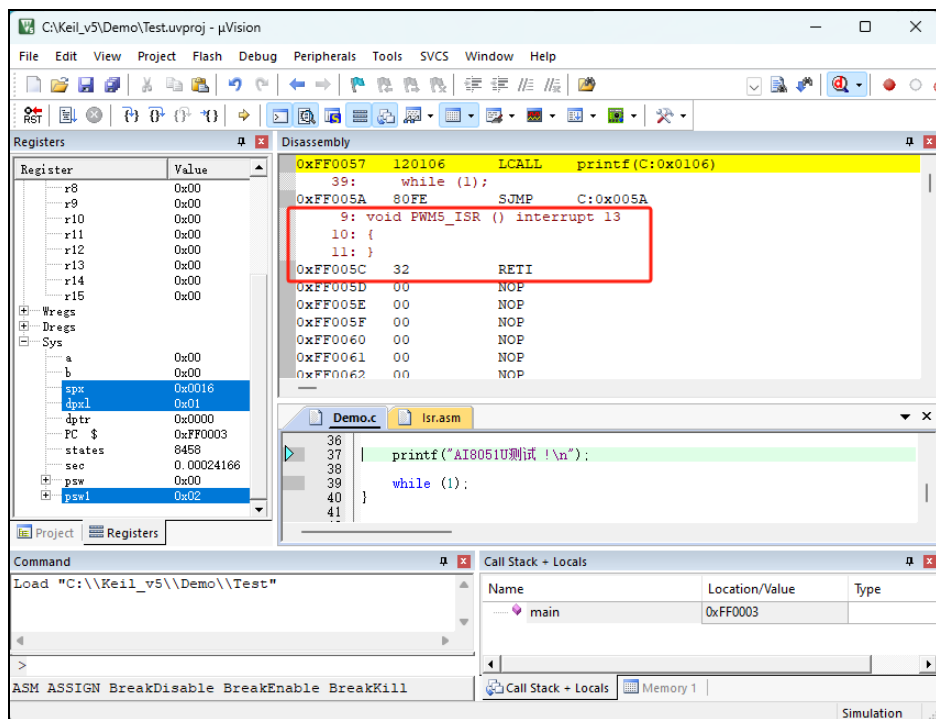 C:\Keil_v5\Demo\Test.uvproj - µVision
File Edit View Project Flash Debug Peripherals Tools SVCS Window Help
RST
Registers
Register Value
r8 0x00
r9 0x00
r10 0x00
r11 0x00
r12 0x00
r13 0x00
r14 0x00
r15 0x00
Wregs
Dregs
Sys
a 0x00
b 0x00
spx 0x0016
dpxl 0x01
dptr 0x0000
PC $ 0xFF0003
states 8458
sec 0.00024166
psw 0x00
psw1 0x02
Project Registers
Disassembly
0xFF0057 120106 LCALL printf(C:0x0106)
39: while (1);
0xFF005A 80FE SJMP C:0x005A
9: void PWM5_ISR () interrupt 13
10: {
11: }
0xFF005C 32 RETI
0xFF005D 00 NOP
0xFF005E 00 NOP
0xFF005F 00 NOP
0xFF0060 00 NOP
0xFF0061 00 NOP
0xFF0062 00 NOP
Demo.c Isr.asm
36
37 printf("AI8051U测试 !\n");
38
39 while (1);
40 }
41
Command
Load "C:\\Keil_v5\\Demo\\Test"
>
ASM ASSIGN BreakDisable BreakEnable BreakKill
Call Stack + Locals
Name Location/Value Type
main 0xFF0003
Call Stack + Locals Memory 1
Simulation